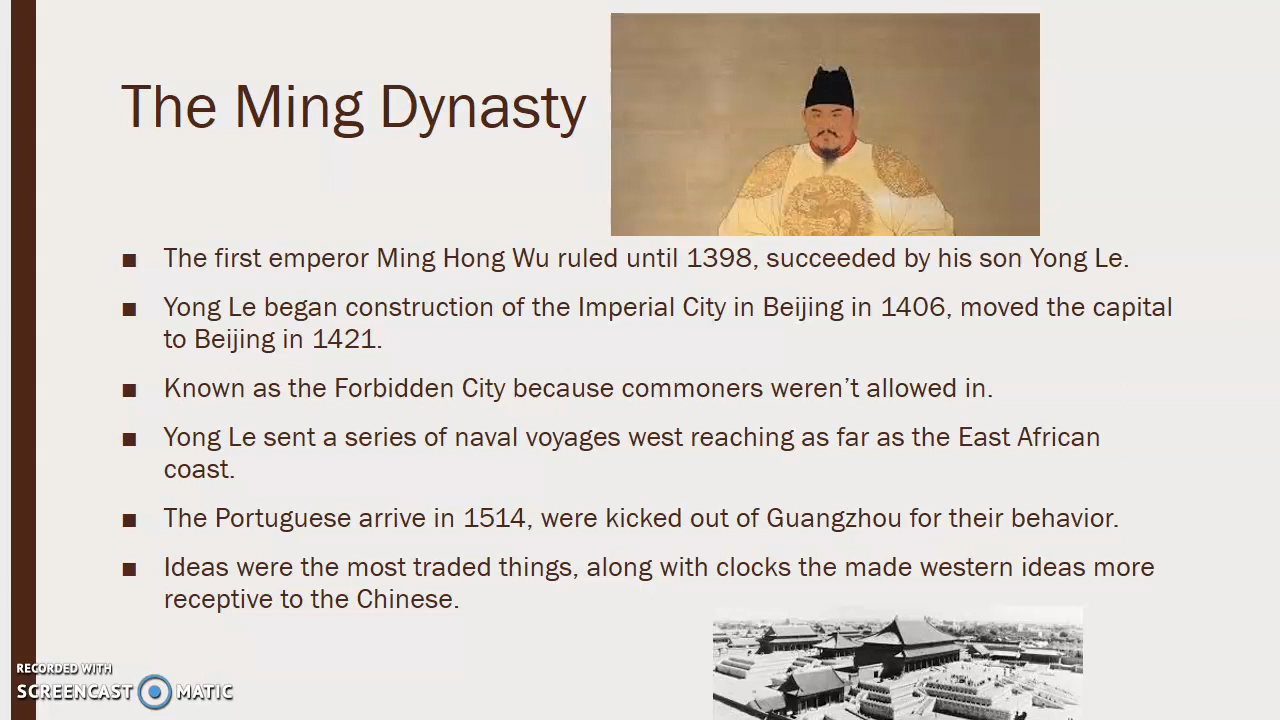 The Ming Dynasty
■ The first emperor Ming Hong Wu ruled until 1398, succeeded by his son Yong Le.
■ Yong Le began construction of the Imperial City in Beijing in 1406, moved the capital
to Beijing in 1421.
■ Known as the Forbidden City because commoners weren’t allowed in.
■ Yong Le sent a series of naval voyages west reaching as far as the East African
coast.
■ The Portuguese arrive in 1514, were kicked out of Guangzhou for their behavior.
■ Ideas were the most traded things, along with clocks the made western ideas more
receptive to the Chinese.
RECORDED WITH
SCREENCAST MATIC